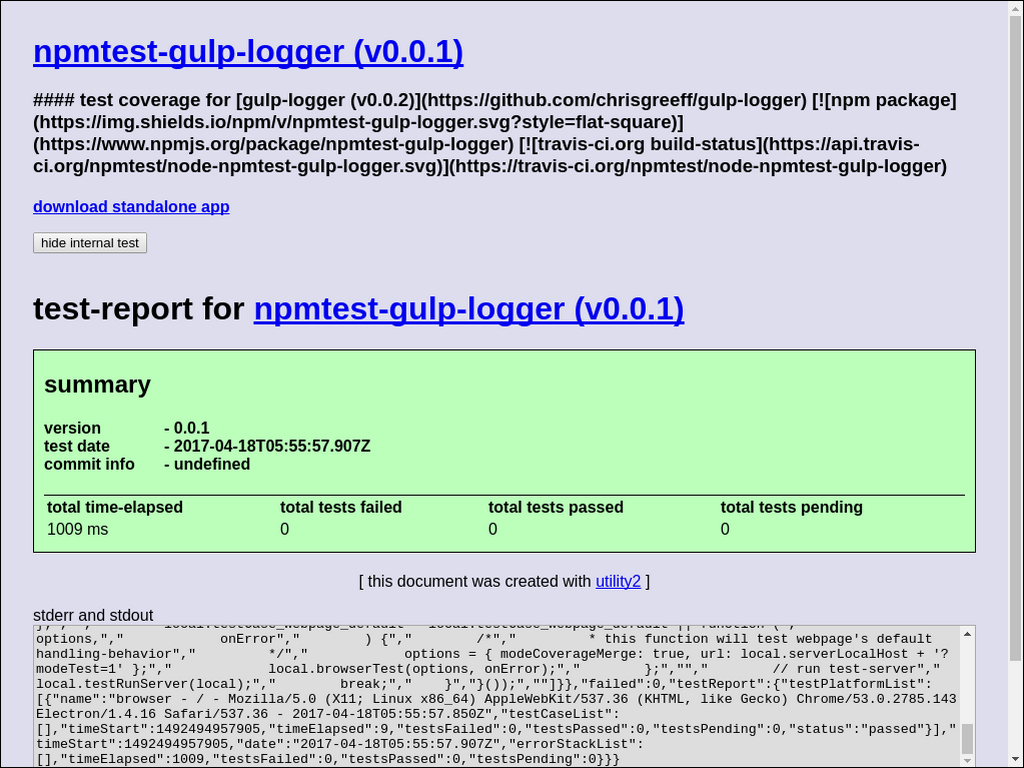 npmtest-gulp-logger (v0.0.1)
#### test coverage for [gulp-logger (v0.0.2)](https://github.com/chrisgreeff/gulp-logger) [![npm package]
(https://img.shields.io/npm/v/npmtest-gulp-logger.svg?style=flat-square)]
(https://www.npmjs.org/package/npmtest-gulp-logger) [![travis-ci.org build-status](https://api.travis-
ci.org/npmtest/node-npmtest-gulp-logger.svg)](https://travis-ci.org/npmtest/node-npmtest-gulp-logger)
download standalone app
hide internal test
test-report for npmtest-gulp-logger (v0.0.1)
summary
version - 0.0.1
test date - 2017-04-18T05:55:57.907Z
commit info - undefined
total time-elapsed total tests failed total tests passed total tests pending
1009 ms 0 0 0
[ this document was created with utility2 ]
stderr and stdout
options,"," onError"," ) {"," /*"," * this function will test webpage's default
handling-behavior"," */"," options = { modeCoverageMerge: true, url: local.serverLocalHost + '?
modeTest=1' };"," local.browserTest(options, onError);"," };",""," // run test-server","
local.testRunServer(local);"," break;"," }","}());",""]}},"failed":0,"testReport":{"testPlatformList":
[{"name":"browser - / - Mozilla/5.0 (X11; Linux x86_64) AppleWebKit/537.36 (KHTML, like Gecko) Chrome/53.0.2785.143
Electron/1.4.16 Safari/537.36 - 2017-04-18T05:55:57.850Z","testCaseList":
[],"timeStart":1492494957905,"timeElapsed":9,"testsFailed":0,"testsPassed":0,"testsPending":0,"status":"passed"}],"
timeStart":1492494957905,"date":"2017-04-18T05:55:57.907Z","errorStackList":
[],"timeElapsed":1009,"testsFailed":0,"testsPassed":0,"testsPending":0}}}